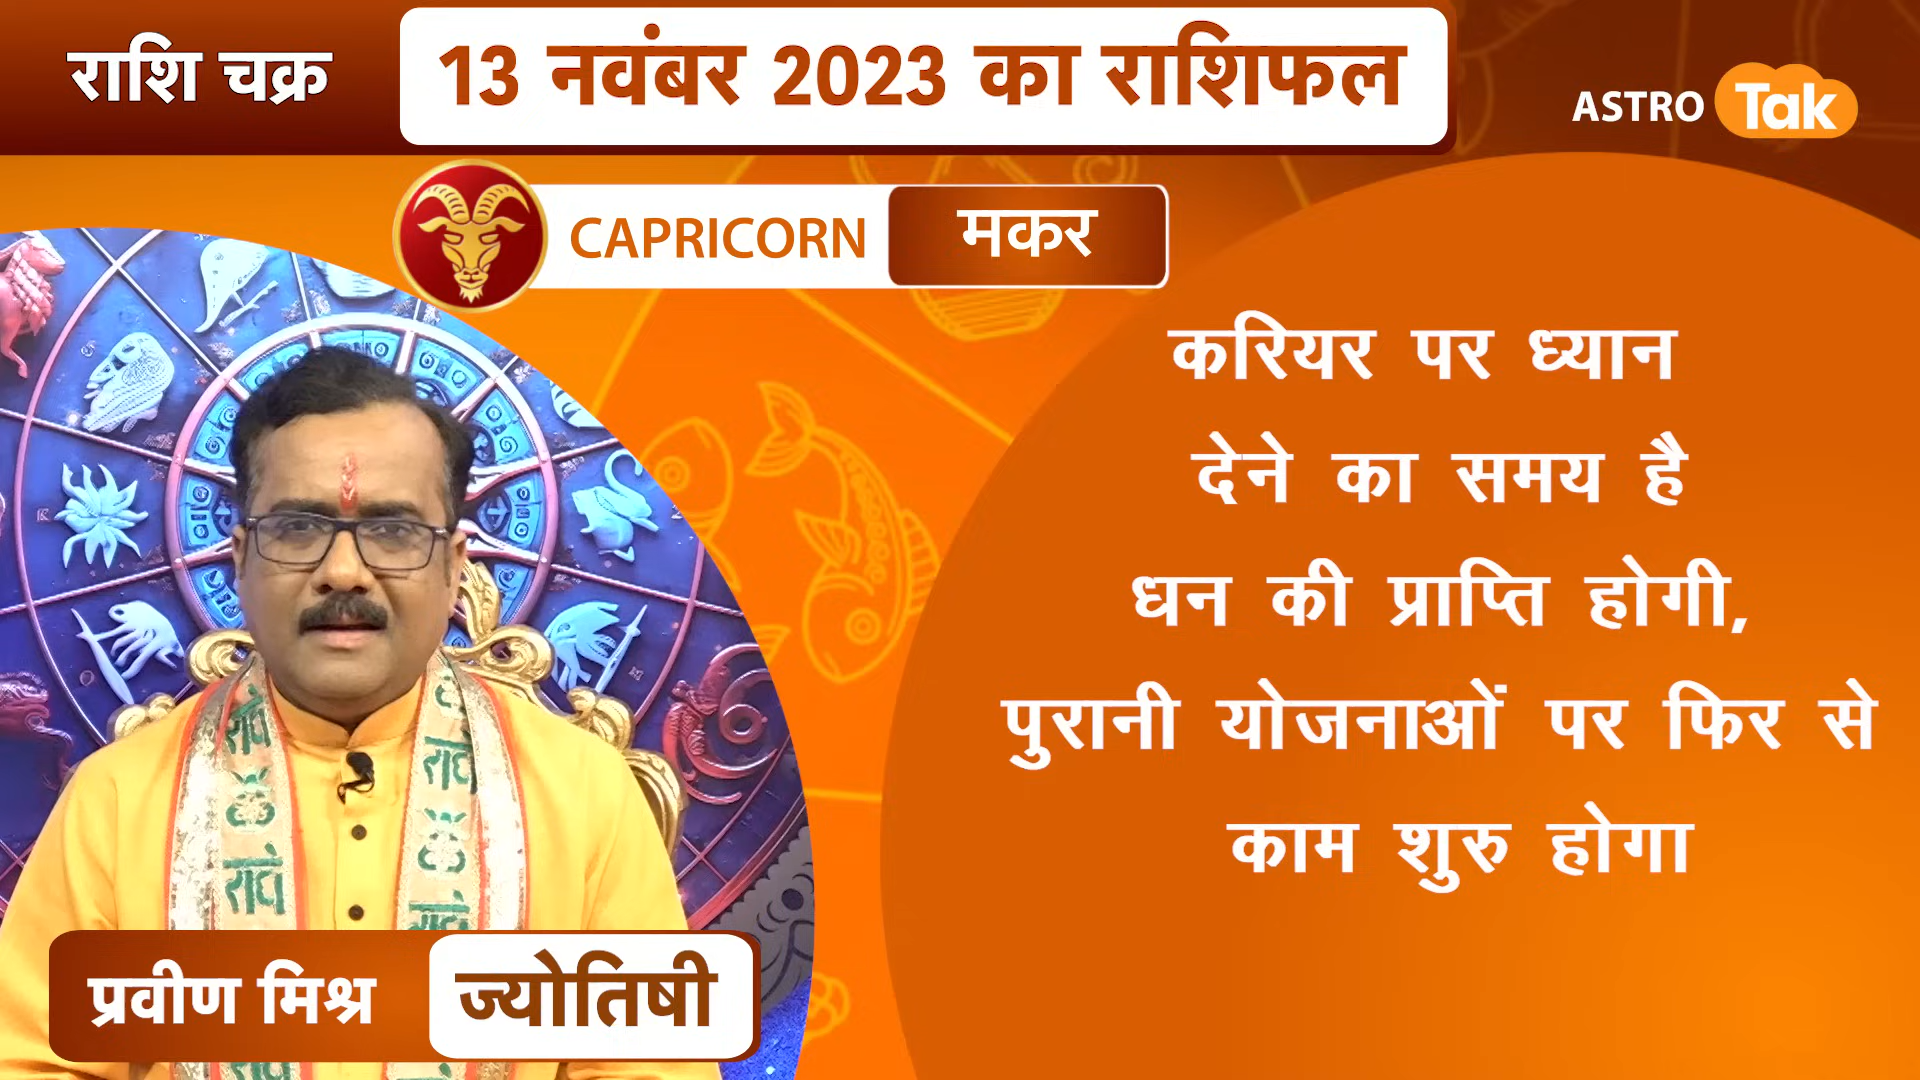 राशि चक्र
13 नवंबर 2023 का राशिफल
ASTRO Tak
CAPRICORN मकर
करियर पर ध्यान
देने का समय है
धन की प्राप्ति होगी,
पुरानी योजनाओं पर फिर से
काम शुरु होगा
राधे
राधे
राधे
प्रवीण मिश्र ज्योतिषी